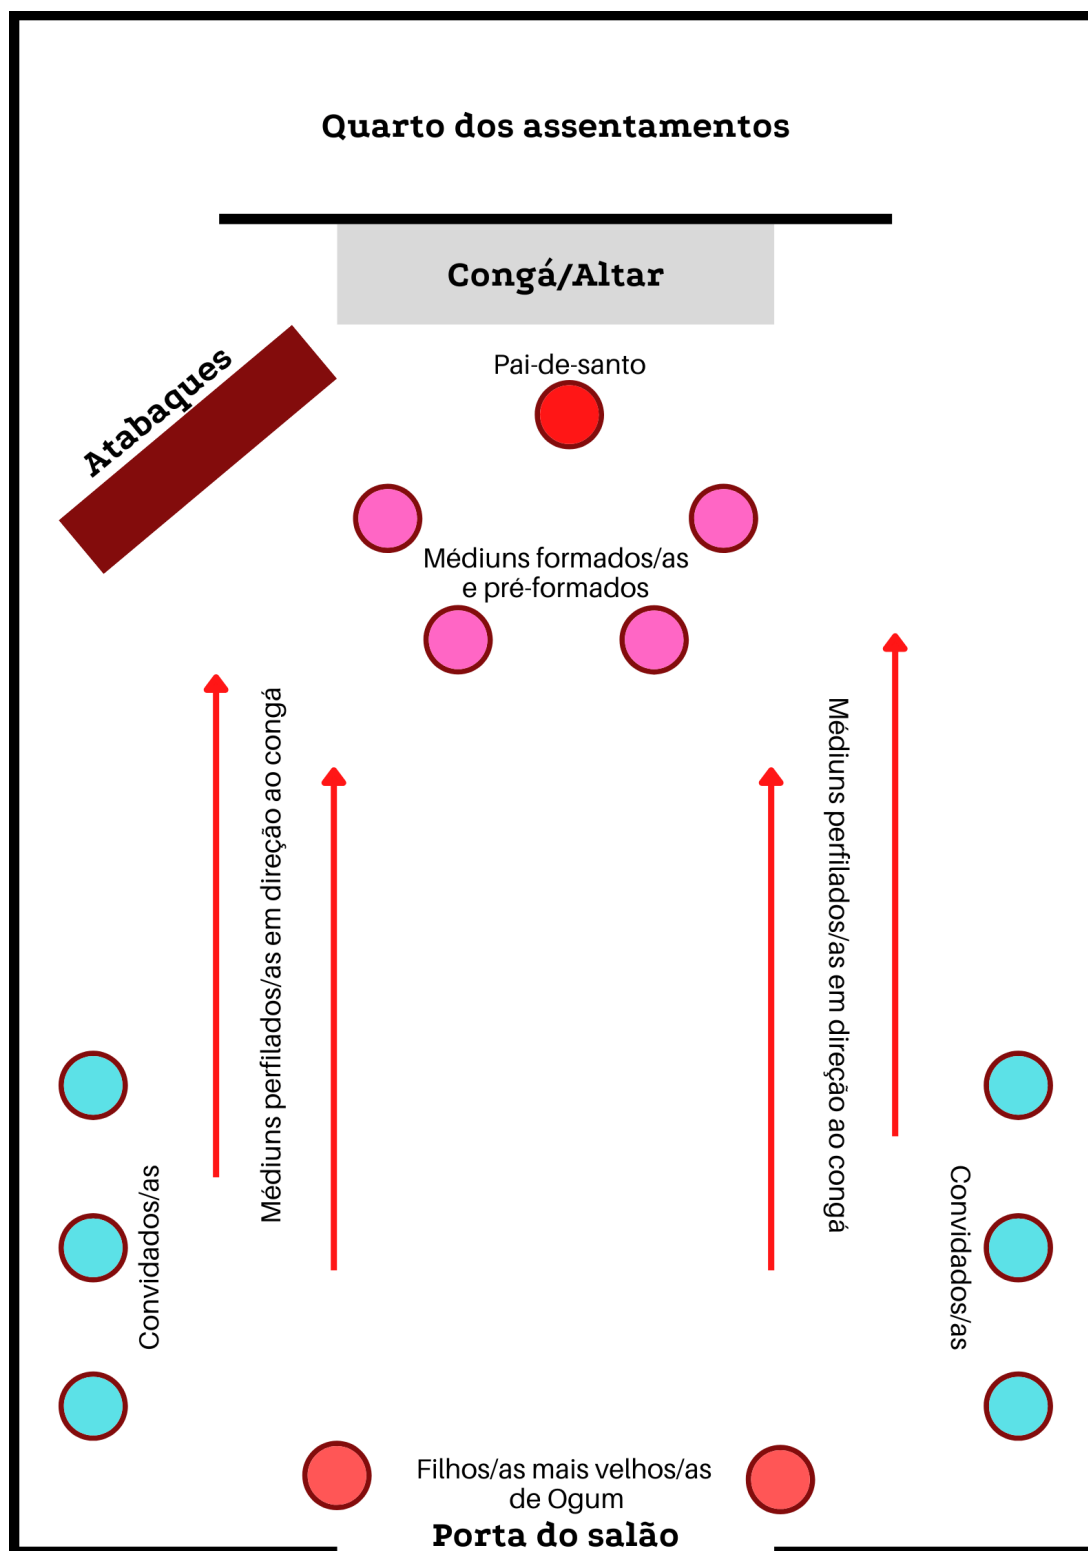 Quarto dos assentamentos
Congá/Altar
Atabaques
Pai-de-santo
Médiuns formados/as
e pré-formados
Médiuns perfilados/as em direção ao congá
Médiuns perfilados/as em direção ao congá
Convidados/as
Convidados/as
Filhos/as mais velhos/as
de Ogum
Porta do salão